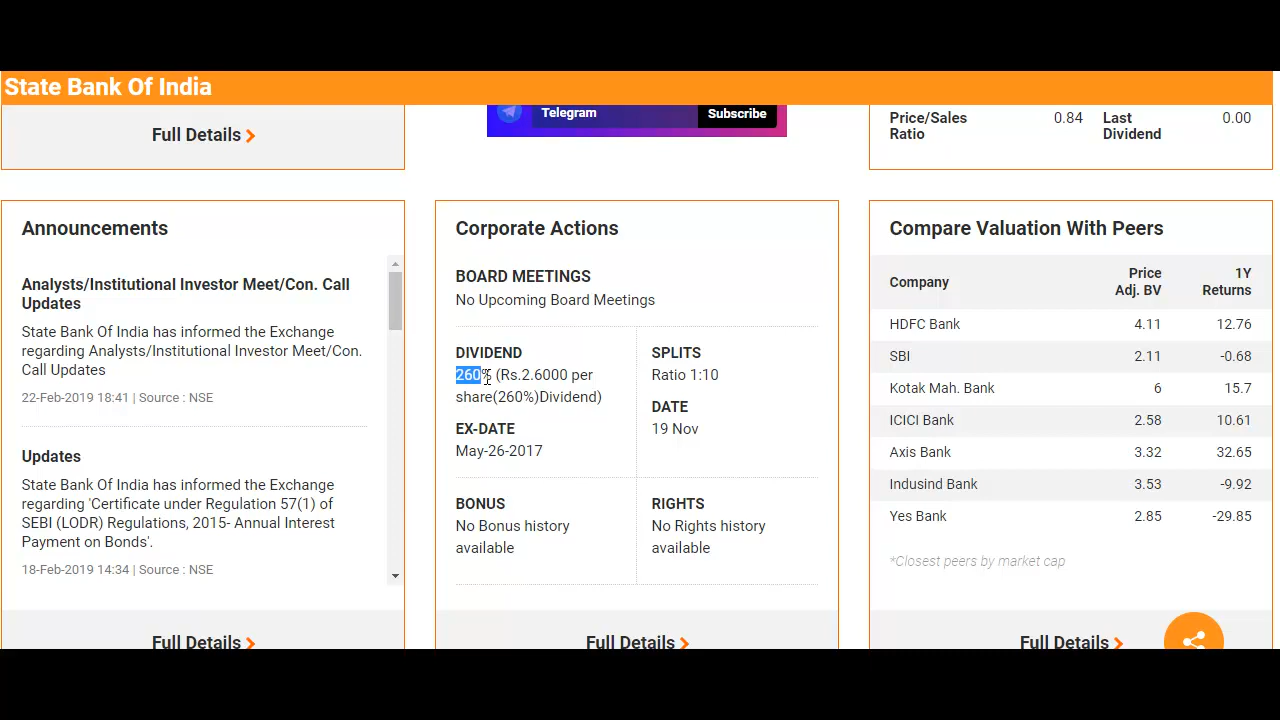 State Bank Of India
Full Details
Telegram
Subscribe
Price/Sales Ratio 0.84 Last Dividend 0.00
Announcements
Analysts/Institutional Investor Meet/Con. Call
Updates
State Bank Of India has informed the Exchange
regarding Analysts/Institutional Investor Meet/Con.
Call Updates
22-Feb-2019 18:41 | Source : NSE
Updates
State Bank Of India has informed the Exchange
regarding 'Certificate under Regulation 57(1) of
SEBI (LODR) Regulations, 2015- Annual Interest
Payment on Bonds'.
18-Feb-2019 14:34 | Source : NSE
Full Details
Corporate Actions
BOARD MEETINGS
No Upcoming Board Meetings
DIVIDEND
260% (Rs.2.6000 per
share(260%)Dividend)
EX-DATE
May-26-2017
SPLITS
Ratio 1:10
DATE
19 Nov
BONUS
No Bonus history
available
RIGHTS
No Rights history
available
Full Details
Compare Valuation With Peers
Company Price Adj. BV 1Y Returns
HDFC Bank 4.11 12.76
SBI 2.11 -0.68
Kotak Mah. Bank 6 15.7
ICICI Bank 2.58 10.61
Axis Bank 3.32 32.65
Indusind Bank 3.53 -9.92
Yes Bank 2.85 -29.85
*Closest peers by market cap
Full Details